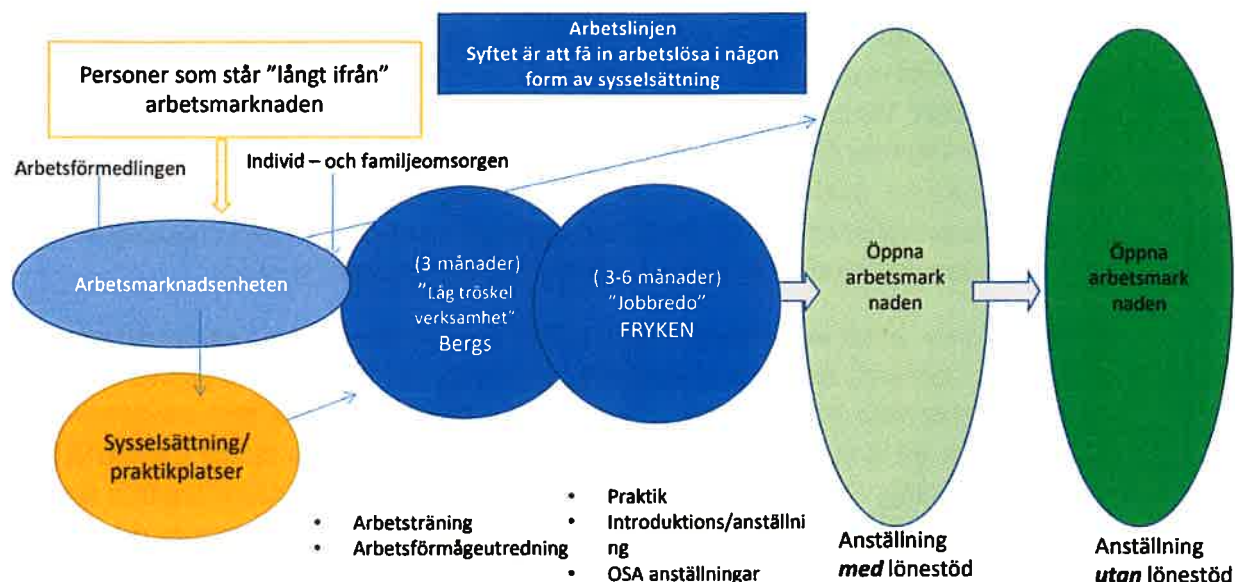 Arbetslinjen
Syftet är att få in arbetslösa i någon
form av sysselsättning
Personer som står "långt ifrån"
arbetsmarknaden
Arbetsförmedlingen
Individ – och familjeomsorgen
Arbetsmarknadsenheten
(3 månader)
"Låg tröskel
verksamhet"
Bergs
( 3-6 månader)
"Jobbredo"
FRYKEN
Öppna
arbetsmark
naden
Öppna
arbetsmark
naden
Sysselsättning/
praktikplatser
• Arbetsträning
• Arbetsförmågeutredning
• Praktik
• Introduktions/anställni
ng
• OSA anställningar
Anställning
med lönestöd
Anställning
utan lönestöd